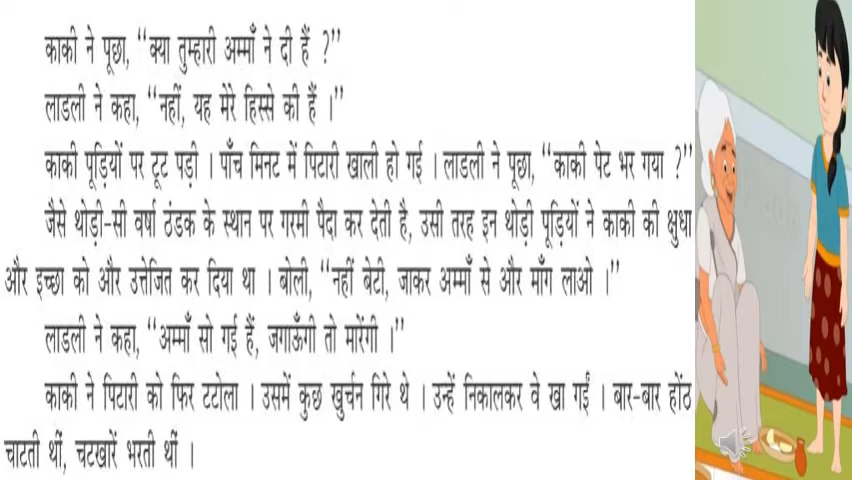 काकी ने पूछा, “क्या तुम्हारी अम्माँ ने दी हैं ?”
लाडली ने कहा, “नहीं, यह मेरे हिस्से की हैं ।”
काकी पूड़ियों पर टूट पड़ी । पाँच मिनट में पिटारी खाली हो गई । लाडली ने पूछा, “काकी पेट भर गया ?”
जैसे थोड़ी-सी वर्षा ठंडक के स्थान पर गरमी पैदा कर देती है, उसी तरह इन थोड़ी पूड़ियों ने काकी की क्षुधा
और इच्छा को और उत्तेजित कर दिया था । बोली, “नहीं बेटी, जाकर अम्माँ से और माँग लाओ ।”
लाडली ने कहा, “अम्माँ सो गई हैं, जगाऊँगी तो मारेंगी ।”
काकी ने पिटारी को फिर टटोला । उसमें कुछ खुर्चन गिरे थे । उन्हें निकालकर वे खा गईं । बार-बार होंठ
चाटती थीं, चटखारें भरती थीं ।